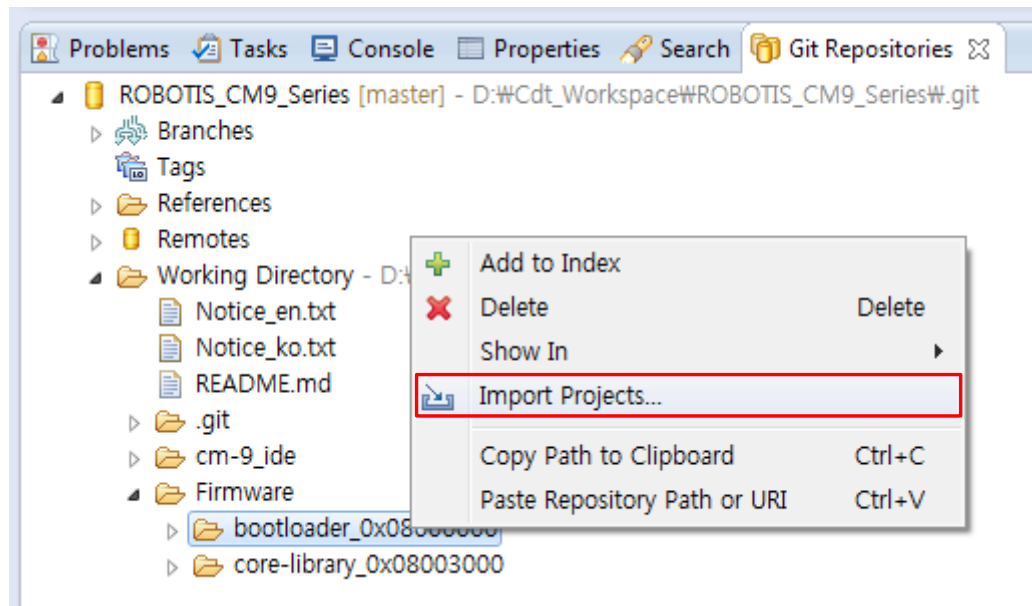 Problems Tasks Console Properties Search Git Repositories
ROBOTIS_CM9_Series [master] - D:₩Cdt_Workspace₩ROBOTIS_CM9_Series₩.git
Branches
Tags
References
Remotes
Working Directory - D:₩
Notice_en.txt
Notice_ko.txt
README.md
.git
cm-9_ide
Firmware
bootloader_0x08000000
core-library_0x08003000
Add to Index
Delete Delete
Show In
Import Projects...
Copy Path to Clipboard Ctrl+C
Paste Repository Path or URI Ctrl+V